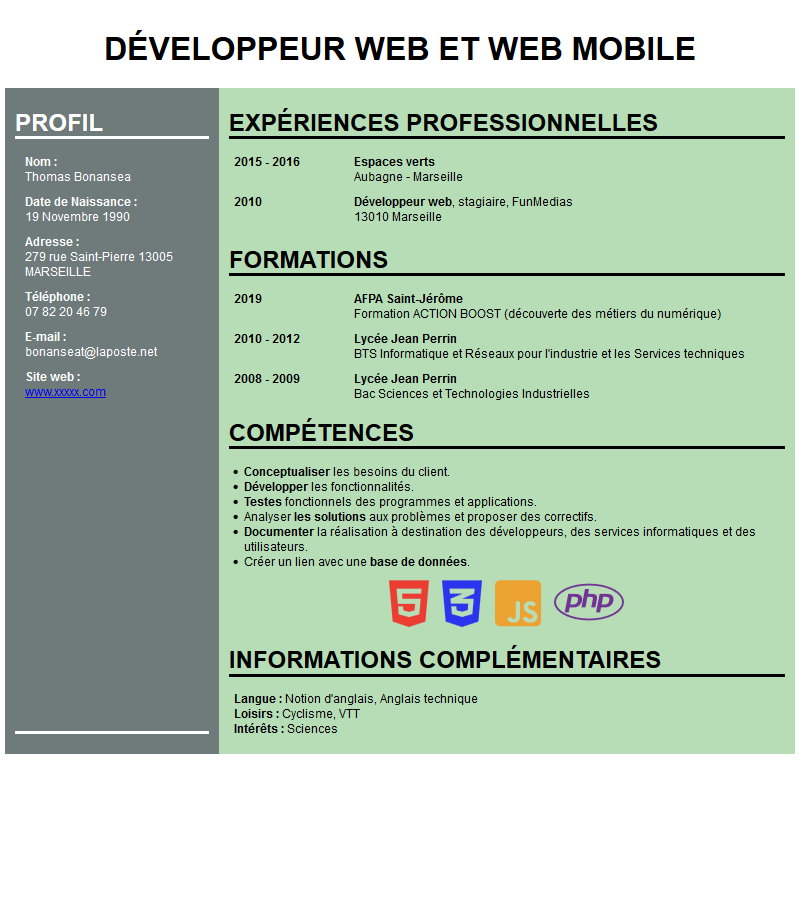 DÉVELOPPEUR WEB ET WEB MOBILE
PROFIL
Nom :
Thomas Bonansea
Date de Naissance :
19 Novembre 1990
Adresse :
279 rue Saint-Pierre 13005
MARSEILLE
Téléphone :
07 82 20 46 79
E-mail :
bonanseat@laposte.net
Site web :
www.xxxxx.com
EXPÉRIENCES PROFESSIONNELLES
2015 - 2016 Espaces verts
Aubagne - Marseille
2010 Développeur web, stagiaire, FunMedias
13010 Marseille
FORMATIONS
2019 AFPA Saint-Jérôme
Formation ACTION BOOST (découverte des métiers du numérique)
2010 - 2012 Lycée Jean Perrin
BTS Informatique et Réseaux pour l'industrie et les Services techniques
2008 - 2009 Lycée Jean Perrin
Bac Sciences et Technologies Industrielles
COMPÉTENCES
• Conceptualiser les besoins du client.
• Développer les fonctionnalités.
• Testes fonctionnels des programmes et applications.
• Analyser les solutions aux problèmes et proposer des correctifs.
• Documenter la réalisation à destination des développeurs, des services informatiques et des
utilisateurs.
• Créer un lien avec une base de données.
5 3 JS php
INFORMATIONS COMPLÉMENTAIRES
Langue : Notion d'anglais, Anglais technique
Loisirs : Cyclisme, VTT
Intérêts : Sciences